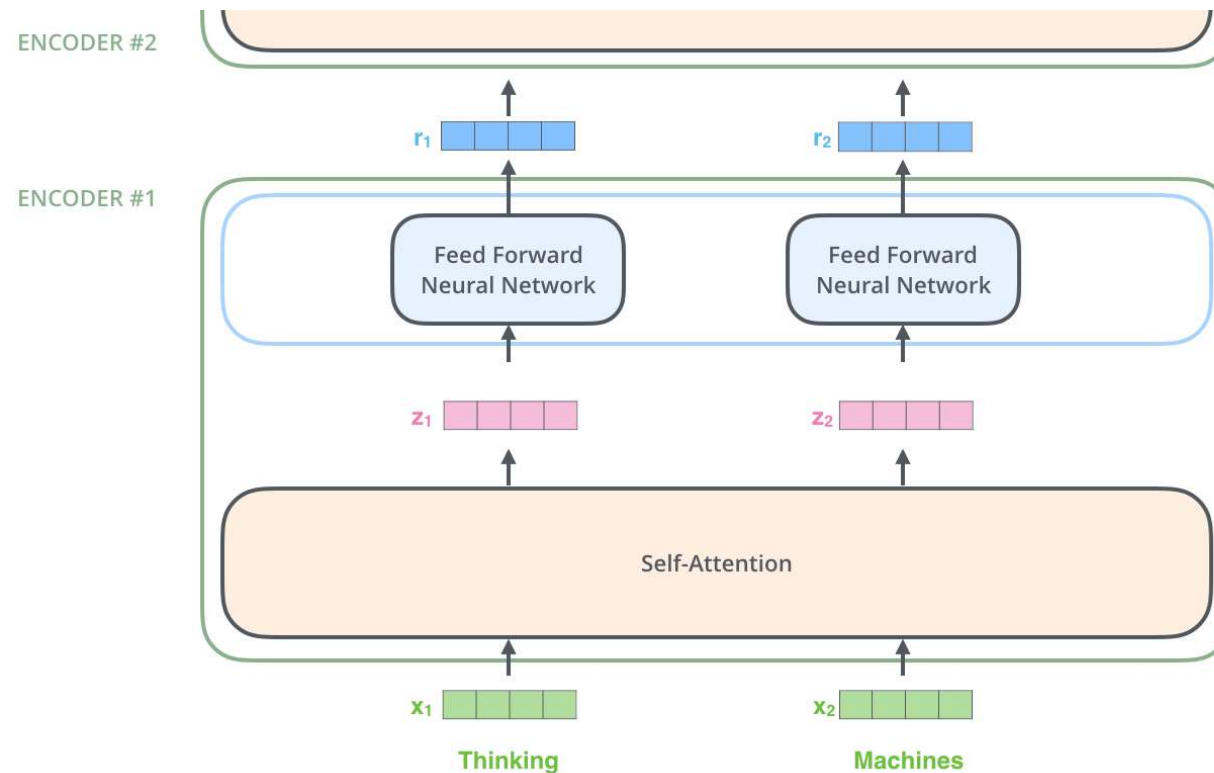 ENCODER #2
r₁
r₂
ENCODER #1
Feed Forward
Neural Network
Feed Forward
Neural Network
z₁
z₂
Self-Attention
x₁
x₂
Thinking
Machines